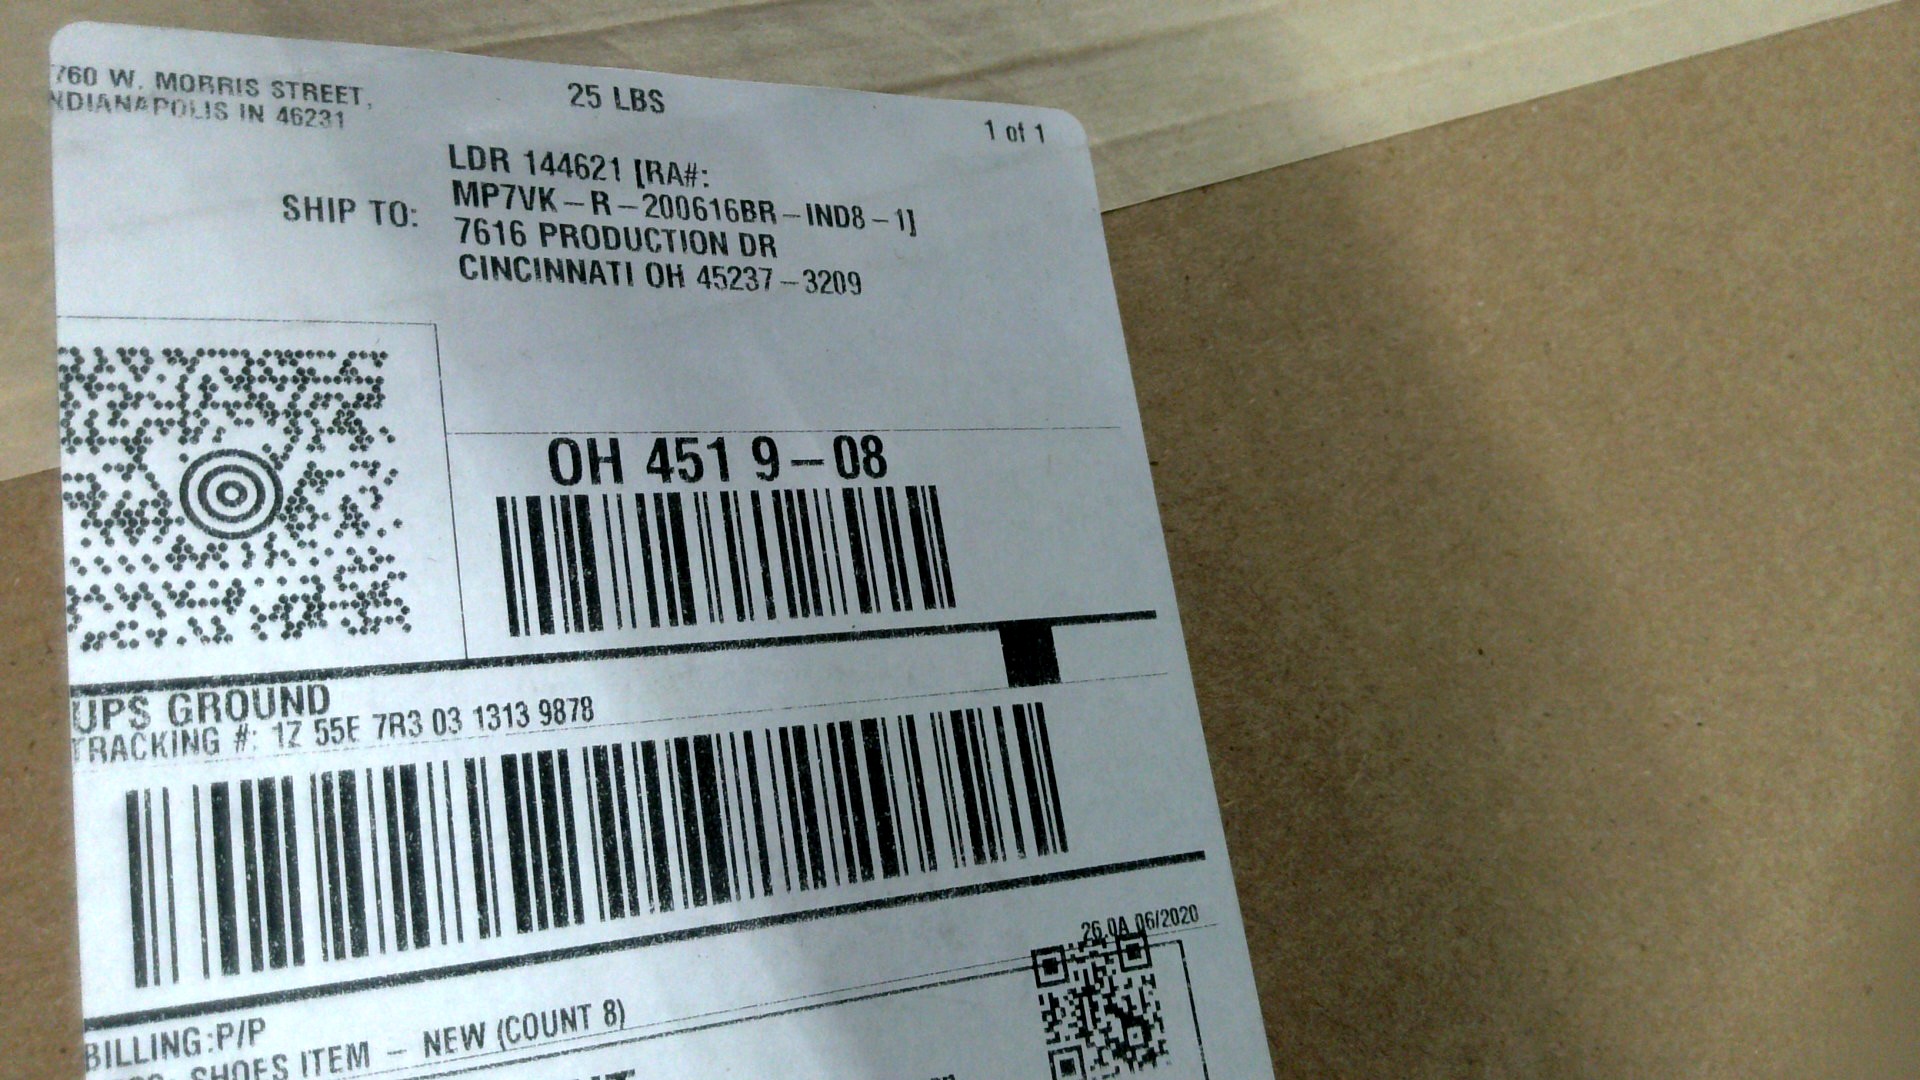 760 W. MORRIS STREET,
NDIANAPOLIS IN 46231
25 LBS
1 of 1
SHIP TO:
LDR 144621 [RA#:
MP7VK-R-200616BR-IND8-1]
7616 PRODUCTION DR
CINCINNATI OH 45237-3209
OH 451 9-08
UPS GROUND
TRACKING #: 1Z 55E 7R3 03 1313 9878
26.0A 06/2020
BILLING:P/P
SHOES ITEM - NEW (COUNT 8)